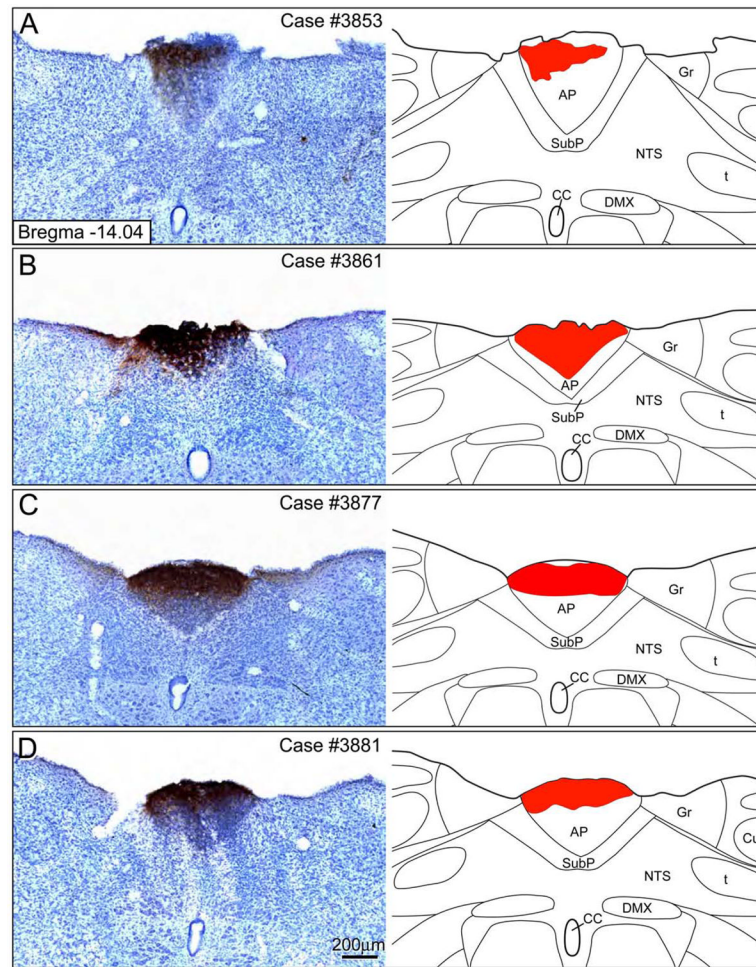 A
Case #3853
Gr
AP
SubP
NTS
t
CC
DMX
Bregma -14.04
B
Case #3861
Gr
AP
NTS
SubP
t
CC
DMX
C
Case #3877
Gr
AP
SubP
NTS
t
CC
DMX
D
Case #3881
Gr
AP
Cu
SubP
NTS
t
DMX
CC
200µm